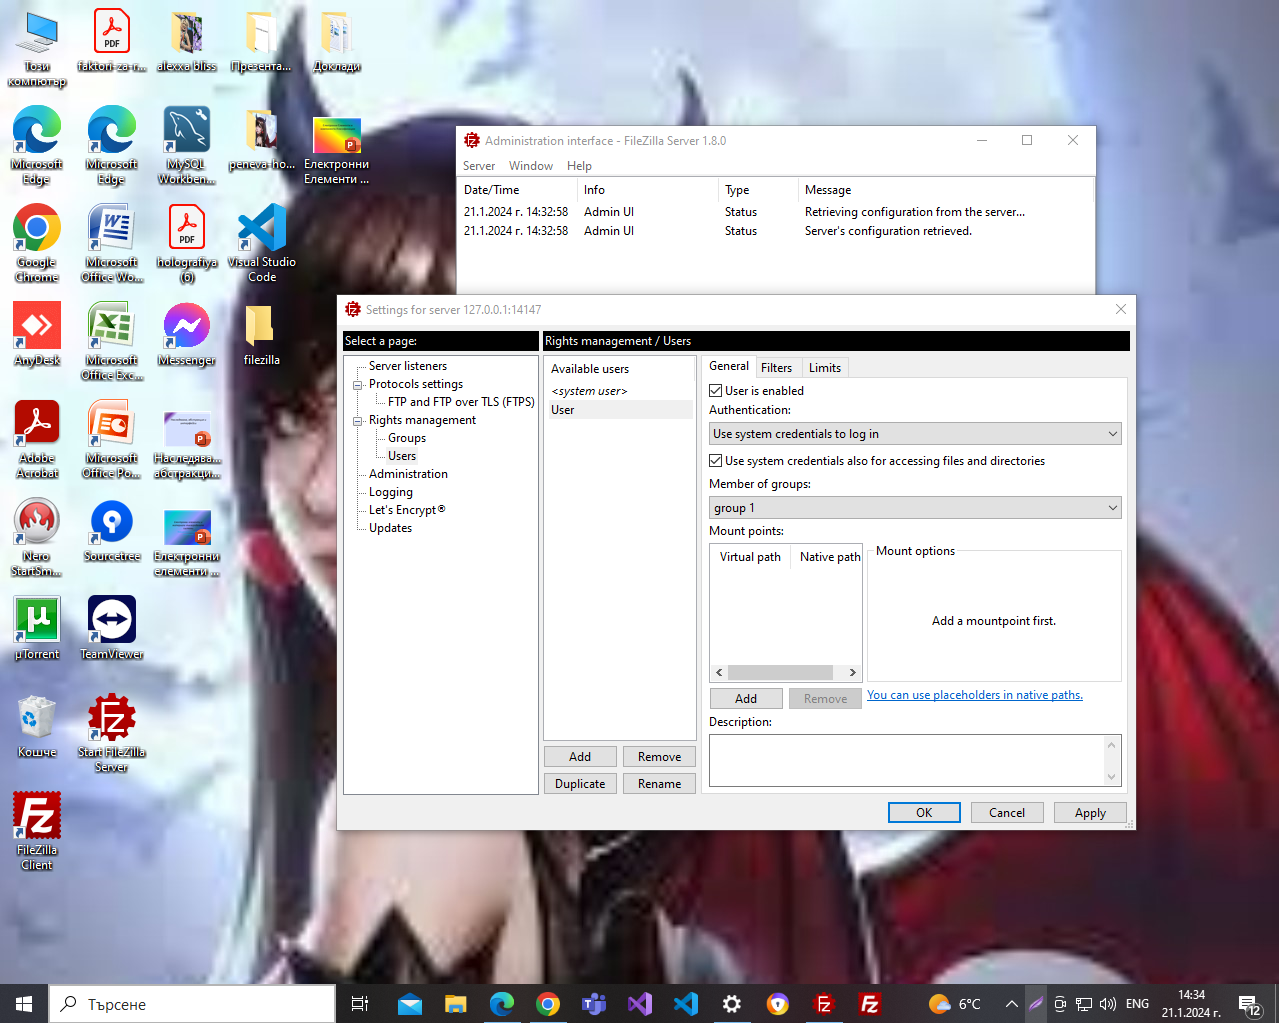 Този компютър
faktori-za-r...
alexxa bliss
Презента...
Доклади
Microsoft Edge
Microsoft Edge
MySQL Workben...
peneva-ho...
Електронни Елементи ...
Google Chrome
Microsoft Office Wo...
holografiya (6)
Visual Studio Code
AnyDesk
Microsoft Office Exc...
Messenger
filezilla
Adobe Acrobat
Microsoft Office Po...
Наследява... абстракци...
Nero StartSm...
Sourcetree
Електронни елементи ...
µTorrent
TeamViewer
Кошче
Start FileZilla Server
FileZilla Client
Administration interface - FileZilla Server 1.8.0
Server Window Help
Date/Time Info Type Message
21.1.2024 г. 14:32:58 Admin UI Status Retrieving configuration from the server...
21.1.2024 г. 14:32:58 Admin UI Status Server's configuration retrieved.
Settings for server 127.0.0.1:14147
Select a page:
Server listeners
Protocols settings
FTP and FTP over TLS (FTPS)
Rights management
Groups
Users
Administration
Logging
Let's Encrypt®
Updates
Rights management / Users
Available users
<system user>
User
Add Remove
Duplicate Rename
General Filters Limits
User is enabled
Authentication:
Use system credentials to log in
Use system credentials also for accessing files and directories
Member of groups:
group 1
Mount points:
Virtual path Native path
Mount options
Add a mountpoint first.
Add Remove
You can use placeholders in native paths.
Description:
OK Cancel Apply
Търсене
6°C
ENG
14:34
21.1.2024 г.
12